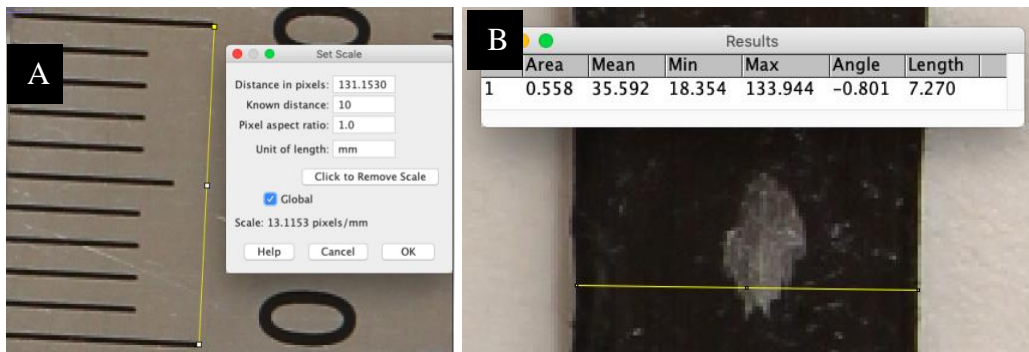 A
Set Scale
Distance in pixels: 131.1530
Known distance: 10
Pixel aspect ratio: 1.0
Unit of length: mm
Click to Remove Scale
Global
Scale: 13.1153 pixels/mm
Help Cancel OK
0
0
B
Results
Area Mean Min Max Angle Length
1 0.558 35.592 18.354 133.944 -0.801 7.270